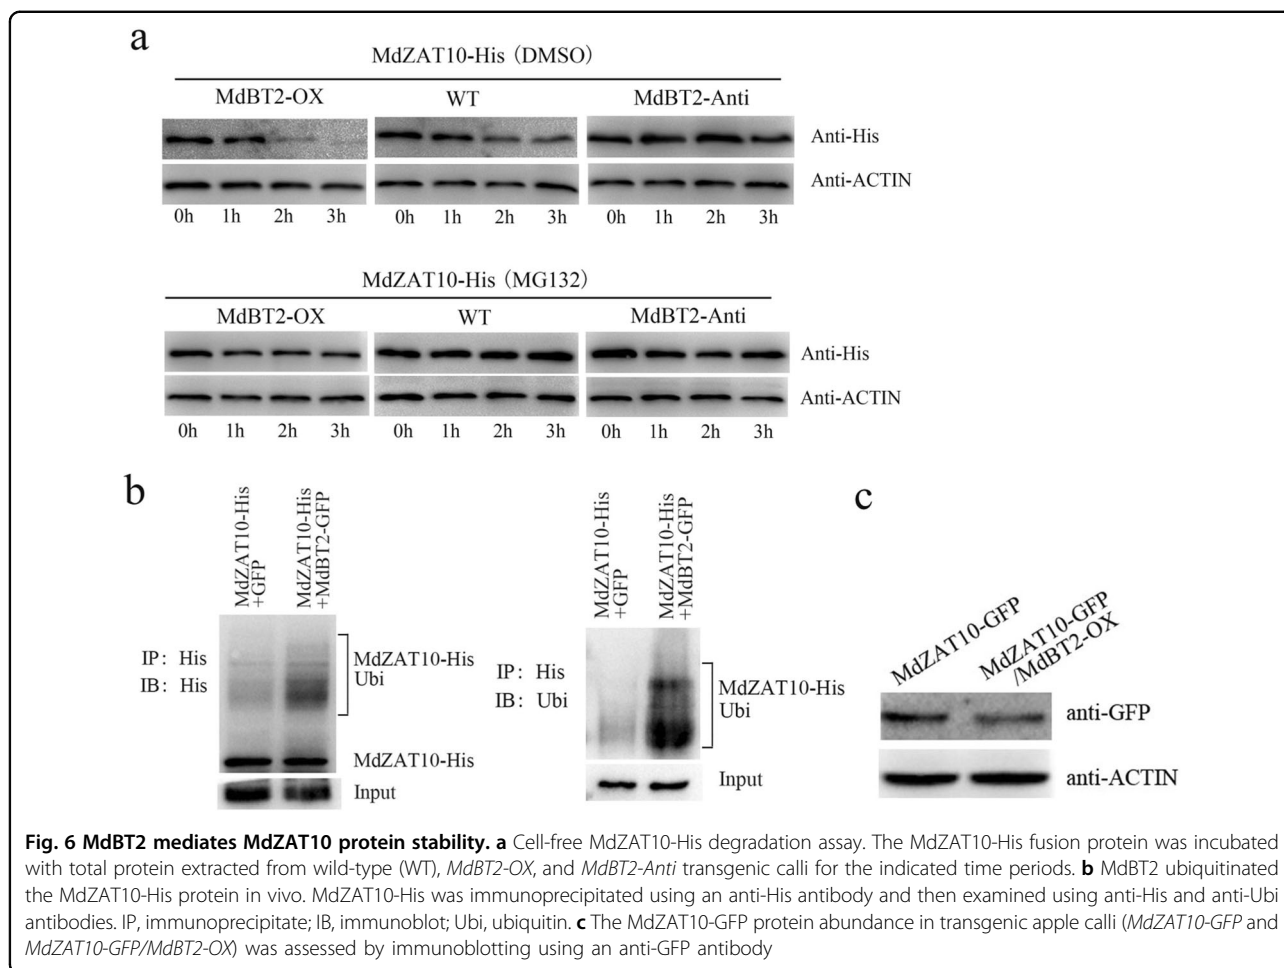 a
MdZAT10-His (DMSO)
MdBT2-OX WT MdBT2-Anti
Anti-His
Anti-ACTIN
0h 1h 2h 3h 0h 1h 2h 3h 0h 1h 2h 3h
MdZAT10-His (MG132)
MdBT2-OX WT MdBT2-Anti
Anti-His
Anti-ACTIN
0h 1h 2h 3h 0h 1h 2h 3h 0h 1h 2h 3h
b
MdZAT10-His
+GFP
MdZAT10-His
+MdBT2-GFP
IP: His
IB: His
MdZAT10-His
Ubi
MdZAT10-His
Input
MdZAT10-His
+GFP
MdZAT10-His
+MdBT2-GFP
IP: His
IB: Ubi
MdZAT10-His
Ubi
Input
c
MdZAT10-GFP
MdZAT10-GFP
/MdBT2-OX
anti-GFP
anti-ACTIN
Fig. 6 MdBT2 mediates MdZAT10 protein stability. a Cell-free MdZAT10-His degradation assay. The MdZAT10-His fusion protein was incubated
with total protein extracted from wild-type (WT), MdBT2-OX, and MdBT2-Anti transgenic calli for the indicated time periods. b MdBT2 ubiquitinated
the MdZAT10-His protein in vivo. MdZAT10-His was immunoprecipitated using an anti-His antibody and then examined using anti-His and anti-Ubi
antibodies. IP, immunoprecipitate; IB, immunoblot; Ubi, ubiquitin. c The MdZAT10-GFP protein abundance in transgenic apple calli (MdZAT10-GFP and
MdZAT10-GFP/MdBT2-OX) was assessed by immunoblotting using an anti-GFP antibody